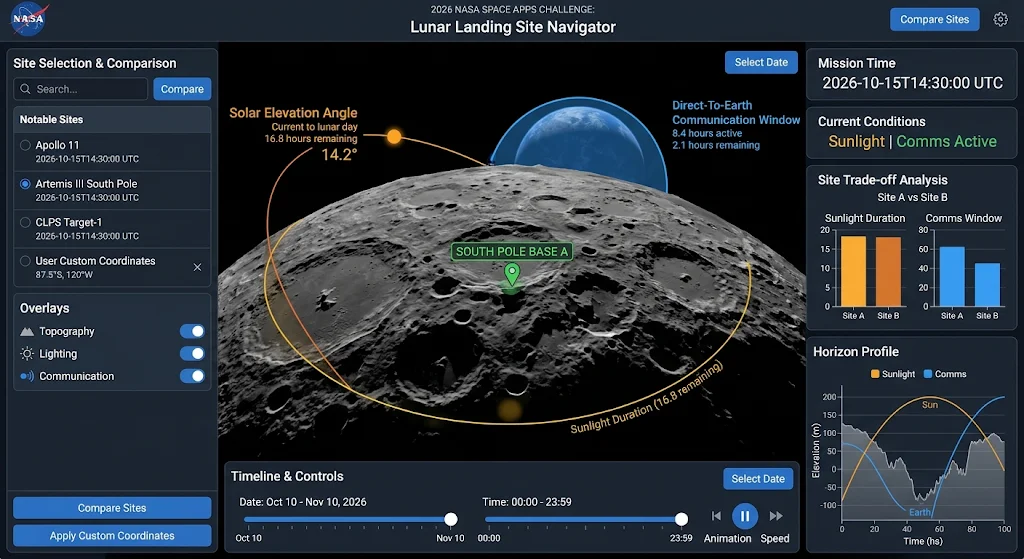 NASA
2026 NASA SPACE APPS CHALLENGE:
Lunar Landing Site Navigator
Compare Sites
Site Selection & Comparison
Search...
Compare
Notable Sites
Apollo 11
2026-10-15T14:30:00 UTC
Artemis III South Pole
2026-10-15T14:30:00 UTC
CLPS Target-1
2026-10-15T14:30:00 UTC
User Custom Coordinates
87.5°S, 120°W
Overlays
Topography
Lighting
Communication
Compare Sites
Apply Custom Coordinates
Select Date
Solar Elevation Angle
Current to lunar day
16.8 hours remaining
14.2°
Direct-To-Earth
Communication Window
8.4 hours active
2.1 hours remaining
SOUTH POLE BASE A
Sunlight Duration (16.8 remaining)
Timeline & Controls
Select Date
Date: Oct 10 - Nov 10, 2026
Oct 10
Nov 10
Time: 00:00 - 23:59
00:00
23:59
Animation
Speed
Mission Time
2026-10-15T14:30:00 UTC
Current Conditions
Sunlight | Comms Active
Site Trade-off Analysis
Site A vs Site B
Sunlight Duration
20
15
10
5
0
Site A
Site B
Comms Window
80
60
40
20
0
Site A
Site B
Horizon Profile
Sunlight
Comms
Elevation (m)
200
150
100
50
0
-50
-100
Sun
Earth
0
20
40
60
80
100
Time (hs)